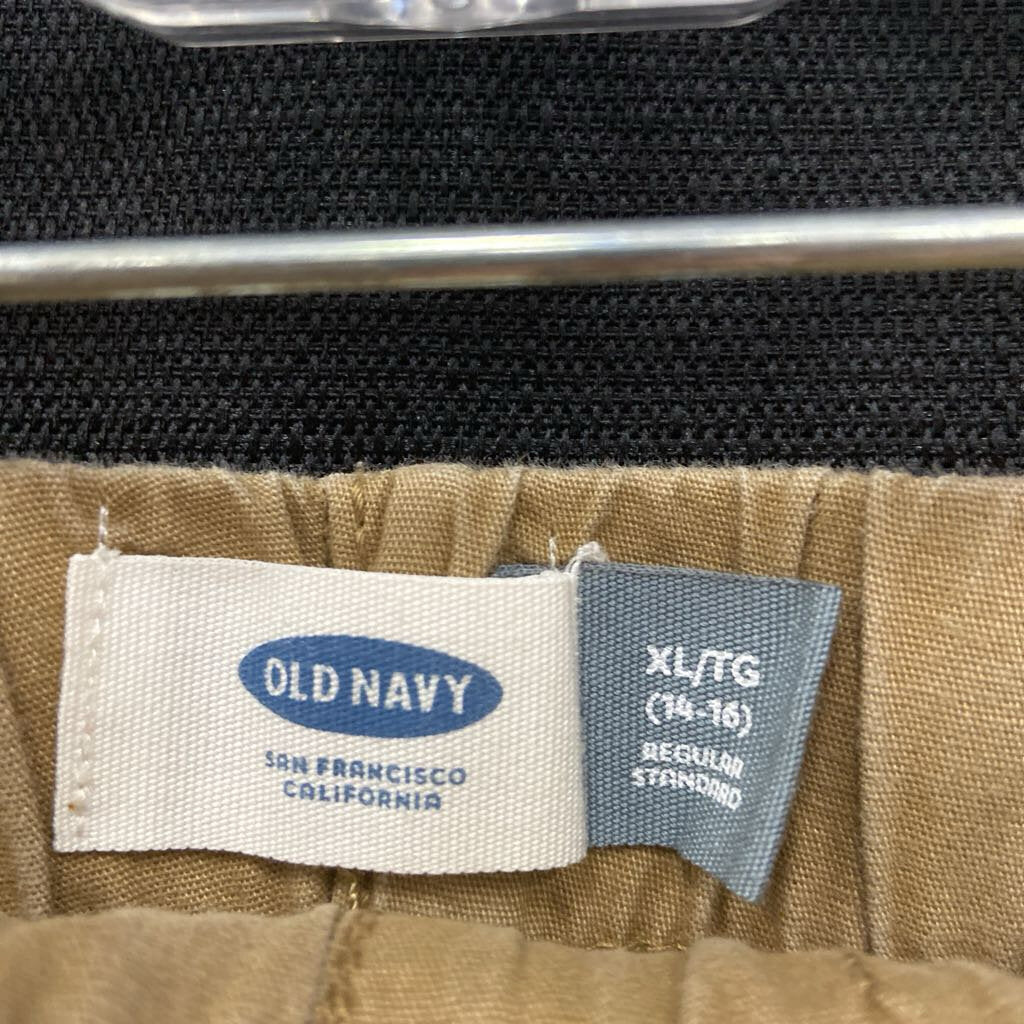 OLD NAVY
SAN FRANCISCO
CALIFORNIA
XL/TG
(14-16)
REGULAR
STANDARD